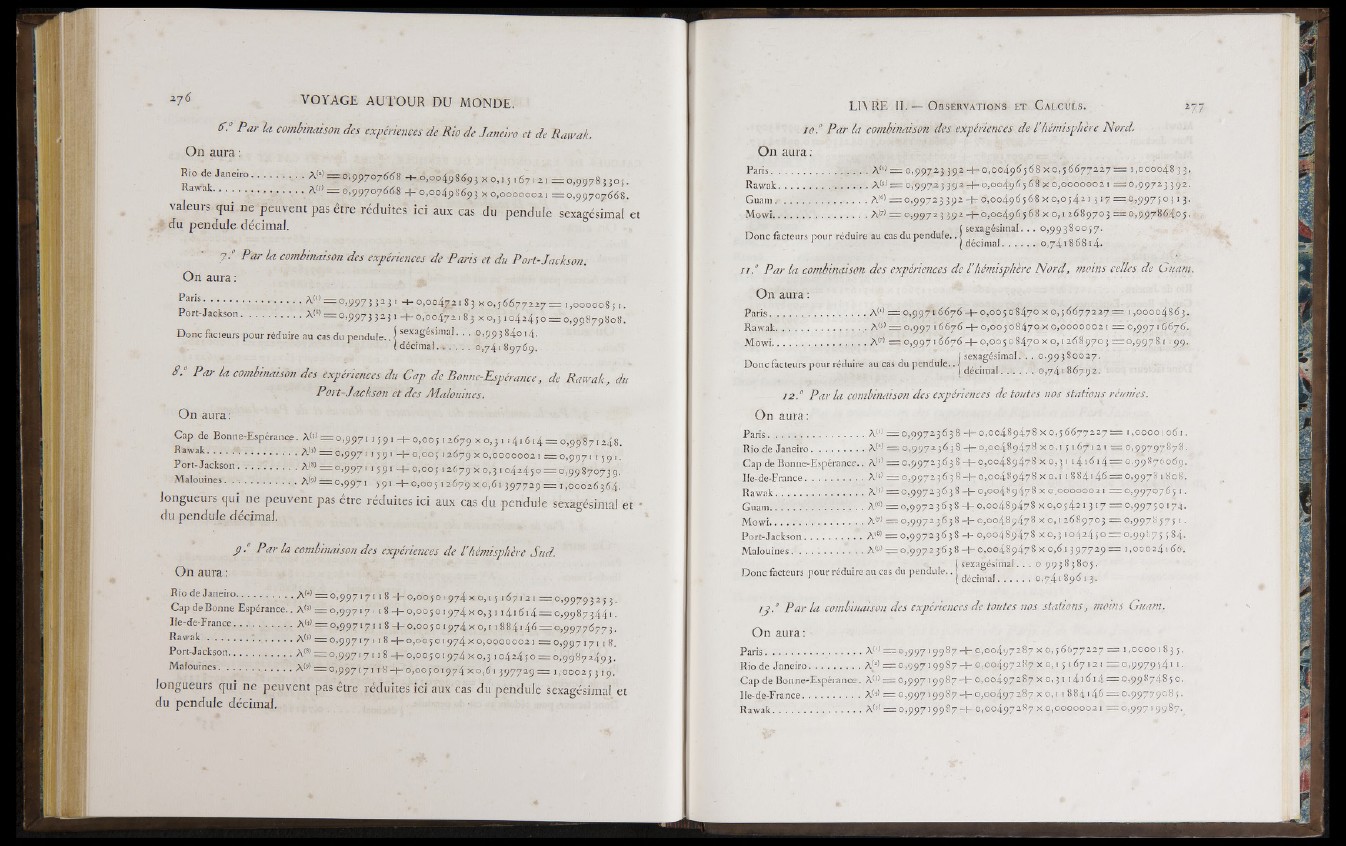 276 VOYAGE AUTOUR DU MONDE.
6.° Par la combinaison des expériences de Rio de Janeiro et de Rawak.
On aura :
Rio de Janeiro......... λ⁽²⁾ = 0,99707668 + 0,00498693 × 0,15167121 = 0,99783305.
Rawak.............. λ⁽⁵⁾ = 0,99707668 + 0,00498693 × 0,00000021 = 0,99707668.
valeurs qui ne peuvent pas être réduites ici aux cas du pendule sexagésimal et
du pendule décimal.
7.° Par la combinaison des expériences de Paris et du Port-Jackson.
On aura :
Paris................ λ⁽¹⁾ = 0,99733231 + 0,00472183 × 0,56677227 = 1,00000851.
Port-Jackson.......... λ⁽⁸⁾ = 0,99733231 + 0,00472183 × 0,31042450 = 0,99879808.
Donc facteurs pour réduire au cas du pendule.. { sexagésimal... 0,99384014.
décimal...... 0,74189769.
8.° Par la combinaison des expériences du Cap de Bonne-Espérance, de Rawak, du
Port-Jackson et des Malouines.
On aura :
Cap de Bonne-Espérance. λ⁽³⁾ = 0,99711591 + 0,00512679 × 0,31141614 = 0,99871248.
Rawak.............. λ⁽⁵⁾ = 0,99711591 + 0,00512679 × 0,00000021 = 0,99711591.
Port-Jackson.......... λ⁽⁸⁾ = 0,99711591 + 0,00512679 × 0,31042450 = 0,99870739.
Malouines............ λ⁽⁹⁾ = 0,9971 591 + 0,00512679 × 0,61397729 = 1,00026364.
longueurs qui ne peuvent pas être réduites ici aux cas du pendule sexagésimal et
du pendule décimal.
9.° Par la combinaison des expériences de l'hémisphère Sud.
On aura :
Rio de Janeiro......... λ⁽²⁾ = 0,99717118 + 0,00501974 × 0,15167121 = 0,99793253.
Cap de Bonne Espérance.. λ⁽³⁾ = 0,99717118 + 0,00501974 × 0,31141614 = 0,99873441.
Ile-de-France.......... λ⁽⁴⁾ = 0,99717118 + 0,00501974 × 0,11884146 = 0,99776773.
Rawak.............. λ⁽⁵⁾ = 0,99717118 + 0,00501974 × 0,00000021 = 0,99717118.
Port-Jackson.......... λ⁽⁸⁾ = 0,99717118 + 0,00501974 × 0,31042450 = 0,99872493.
Malouines............ λ⁽⁹⁾ = 0,99717118 + 0,00501974 × 0,61397729 = 1,00025319.
longueurs qui ne peuvent pas être réduites ici aux cas du pendule sexagésimal et
du pendule décimal.
LIVRE II. — OBSERVATIONS ET CALCULS. 277
10.° Par la combinaison des expériences de l'hémisphère Nord.
On aura :
Paris................ λ⁽¹⁾ = 0,99723392 + 0,00496568 × 0,56677227 = 1,00004833.
Rawak.............. λ⁽⁵⁾ = 0,99723392 + 0,00496568 × 0,00000021 = 0,99723392.
Guam............... λ⁽⁶⁾ = 0,99723392 + 0,00496568 × 0,05421317 = 0,99750313.
Mowi............... λ⁽⁷⁾ = 0,99723392 + 0,00496568 × 0,12689703 = 0,99786405.
Donc facteurs pour réduire au cas du pendule.. { sexagésimal... 0,99380057.
décimal...... 0,74186814.
11.° Par la combinaison des expériences de l'hémisphère Nord, moins celles de Guam.
On aura :
Paris................ λ⁽¹⁾ = 0,99716676 + 0,00508470 × 0,56677227 = 1,00004863.
Rawak.............. λ⁽⁵⁾ = 0,99716676 + 0,00508470 × 0,00000021 = 0,99716676.
Mowi............... λ⁽⁷⁾ = 0,99716676 + 0,00508470 × 0,12689703 = 0,99781 99.
Donc facteurs pour réduire au cas du pendule.. { sexagésimal... 0,99380027.
décimal...... 0,74186792.
12.° Par la combinaison des expériences de toutes nos stations réunies.
On aura :
Paris................ λ⁽¹⁾ = 0,99723638 + 0,00489478 × 0,56677227 = 1,00001061.
Rio de Janeiro......... λ⁽²⁾ = 0,99723638 + 0,00489478 × 0,15167121 = 0,99797878.
Cap de Bonne-Espérance.. λ⁽³⁾ = 0,99723638 + 0,00489478 × 0,31141614 = 0,99876069.
Ile-de-France.......... λ⁽⁴⁾ = 0,99723638 + 0,00489478 × 0,11884146 = 0,99781808.
Rawak.............. λ⁽⁵⁾ = 0,99723638 + 0,00489478 × 0,00000021 = 0,99707651.
Guam............... λ⁽⁶⁾ = 0,99723638 + 0,00489478 × 0,05421317 = 0,99750174.
Mowi............... λ⁽⁷⁾ = 0,99723638 + 0,00489478 × 0,12689703 = 0,99785751.
Port-Jackson.......... λ⁽⁸⁾ = 0,99723638 + 0,00489478 × 0,31042450 = 0,99875584.
Malouines............ λ⁽⁹⁾ = 0,99723638 + 0,00489478 × 0,61397729 = 1,00024166.
Donc facteurs pour réduire au cas du pendule.. { sexagésimal... 0 99383805.
décimal...... 0,74189613.
13.° Par la combinaison des expériences de toutes nos stations, moins Guam.
On aura :
Paris................ λ⁽¹⁾ = 0,99719987 + 0,00497287 × 0,56677227 = 1,00001835.
Rio de Janeiro......... λ⁽²⁾ = 0,99719987 + 0,00497287 × 0,15167121 = 0,99795411.
Cap de Bonne-Espérance. λ⁽³⁾ = 0,99719987 + 0,00497287 × 0,31141614 = 0,99874850.
Ile-de-France.......... λ⁽⁴⁾ = 0,99719987 + 0,00497287 × 0,11884146 = 0,99779085.
Rawak.............. λ⁽⁵⁾ = 0,99719987 + 0,00497287 × 0,00000021 = 0,99719987.